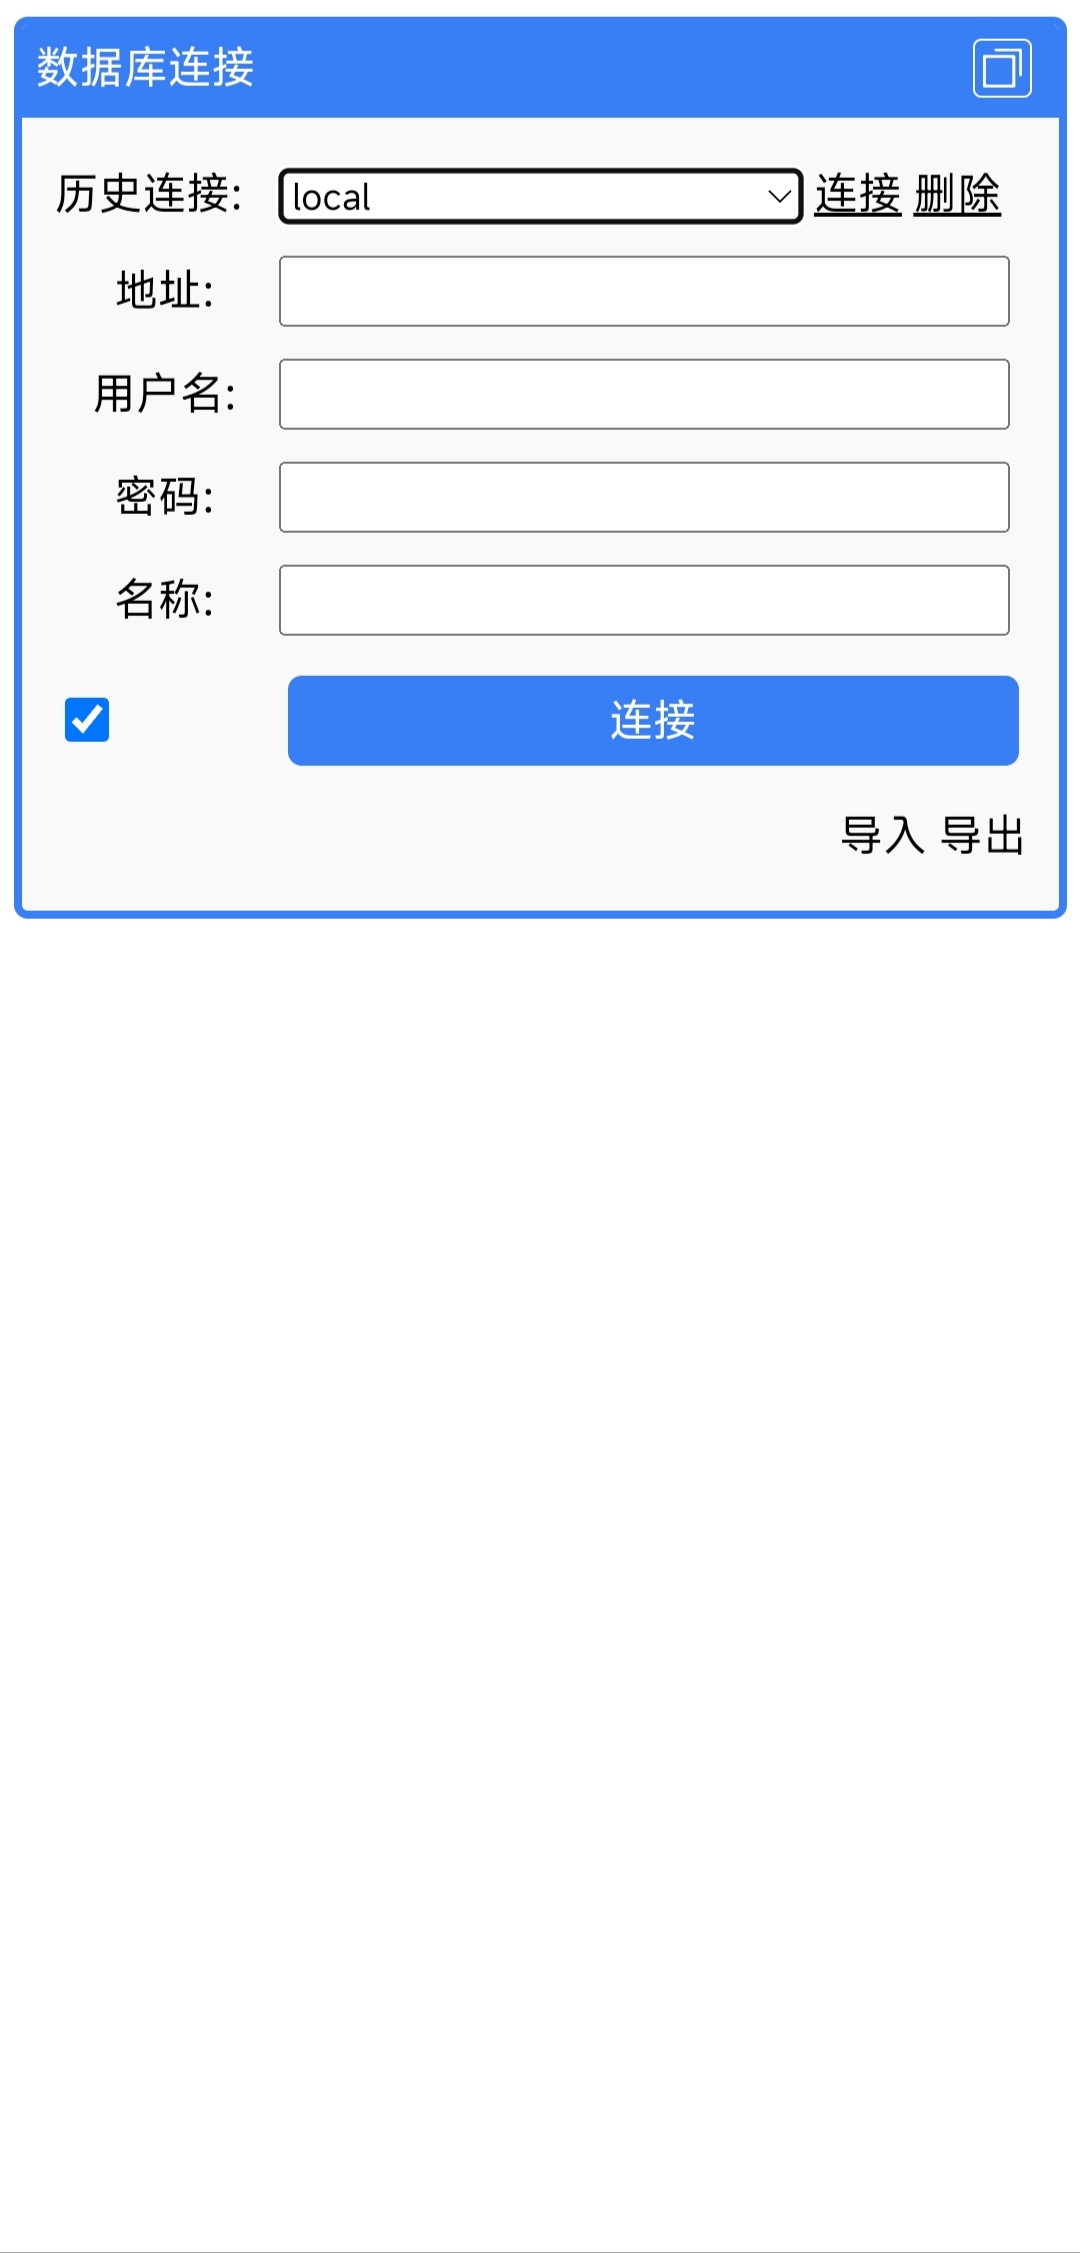 数据库连接
历史连接: local 连接 删除
地址:
用户名:
密码:
名称:
连接
导入 导出